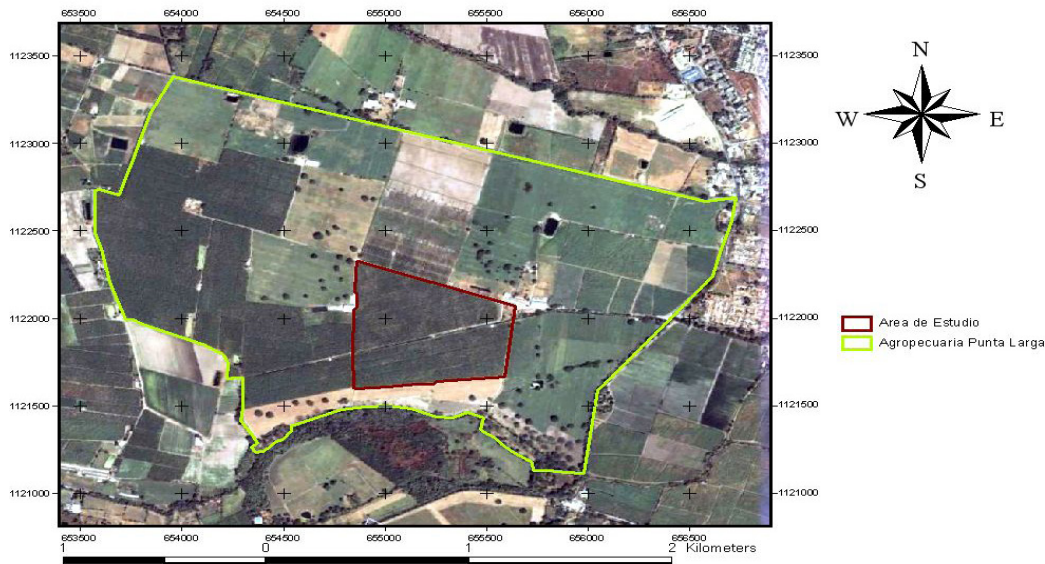 653500 654000 654500 655000 655500 656000 656500
1123500 1123500
1123000 1123000
1122500 1122500
1122000 1122000
1121500 1121500
1121000 1121000
653500 654000 654500 655000 655500 656000 656500
1 0 1 2 Kilometers
N
W E
S
Area de Estudio
Agropecuaria Punta Larga